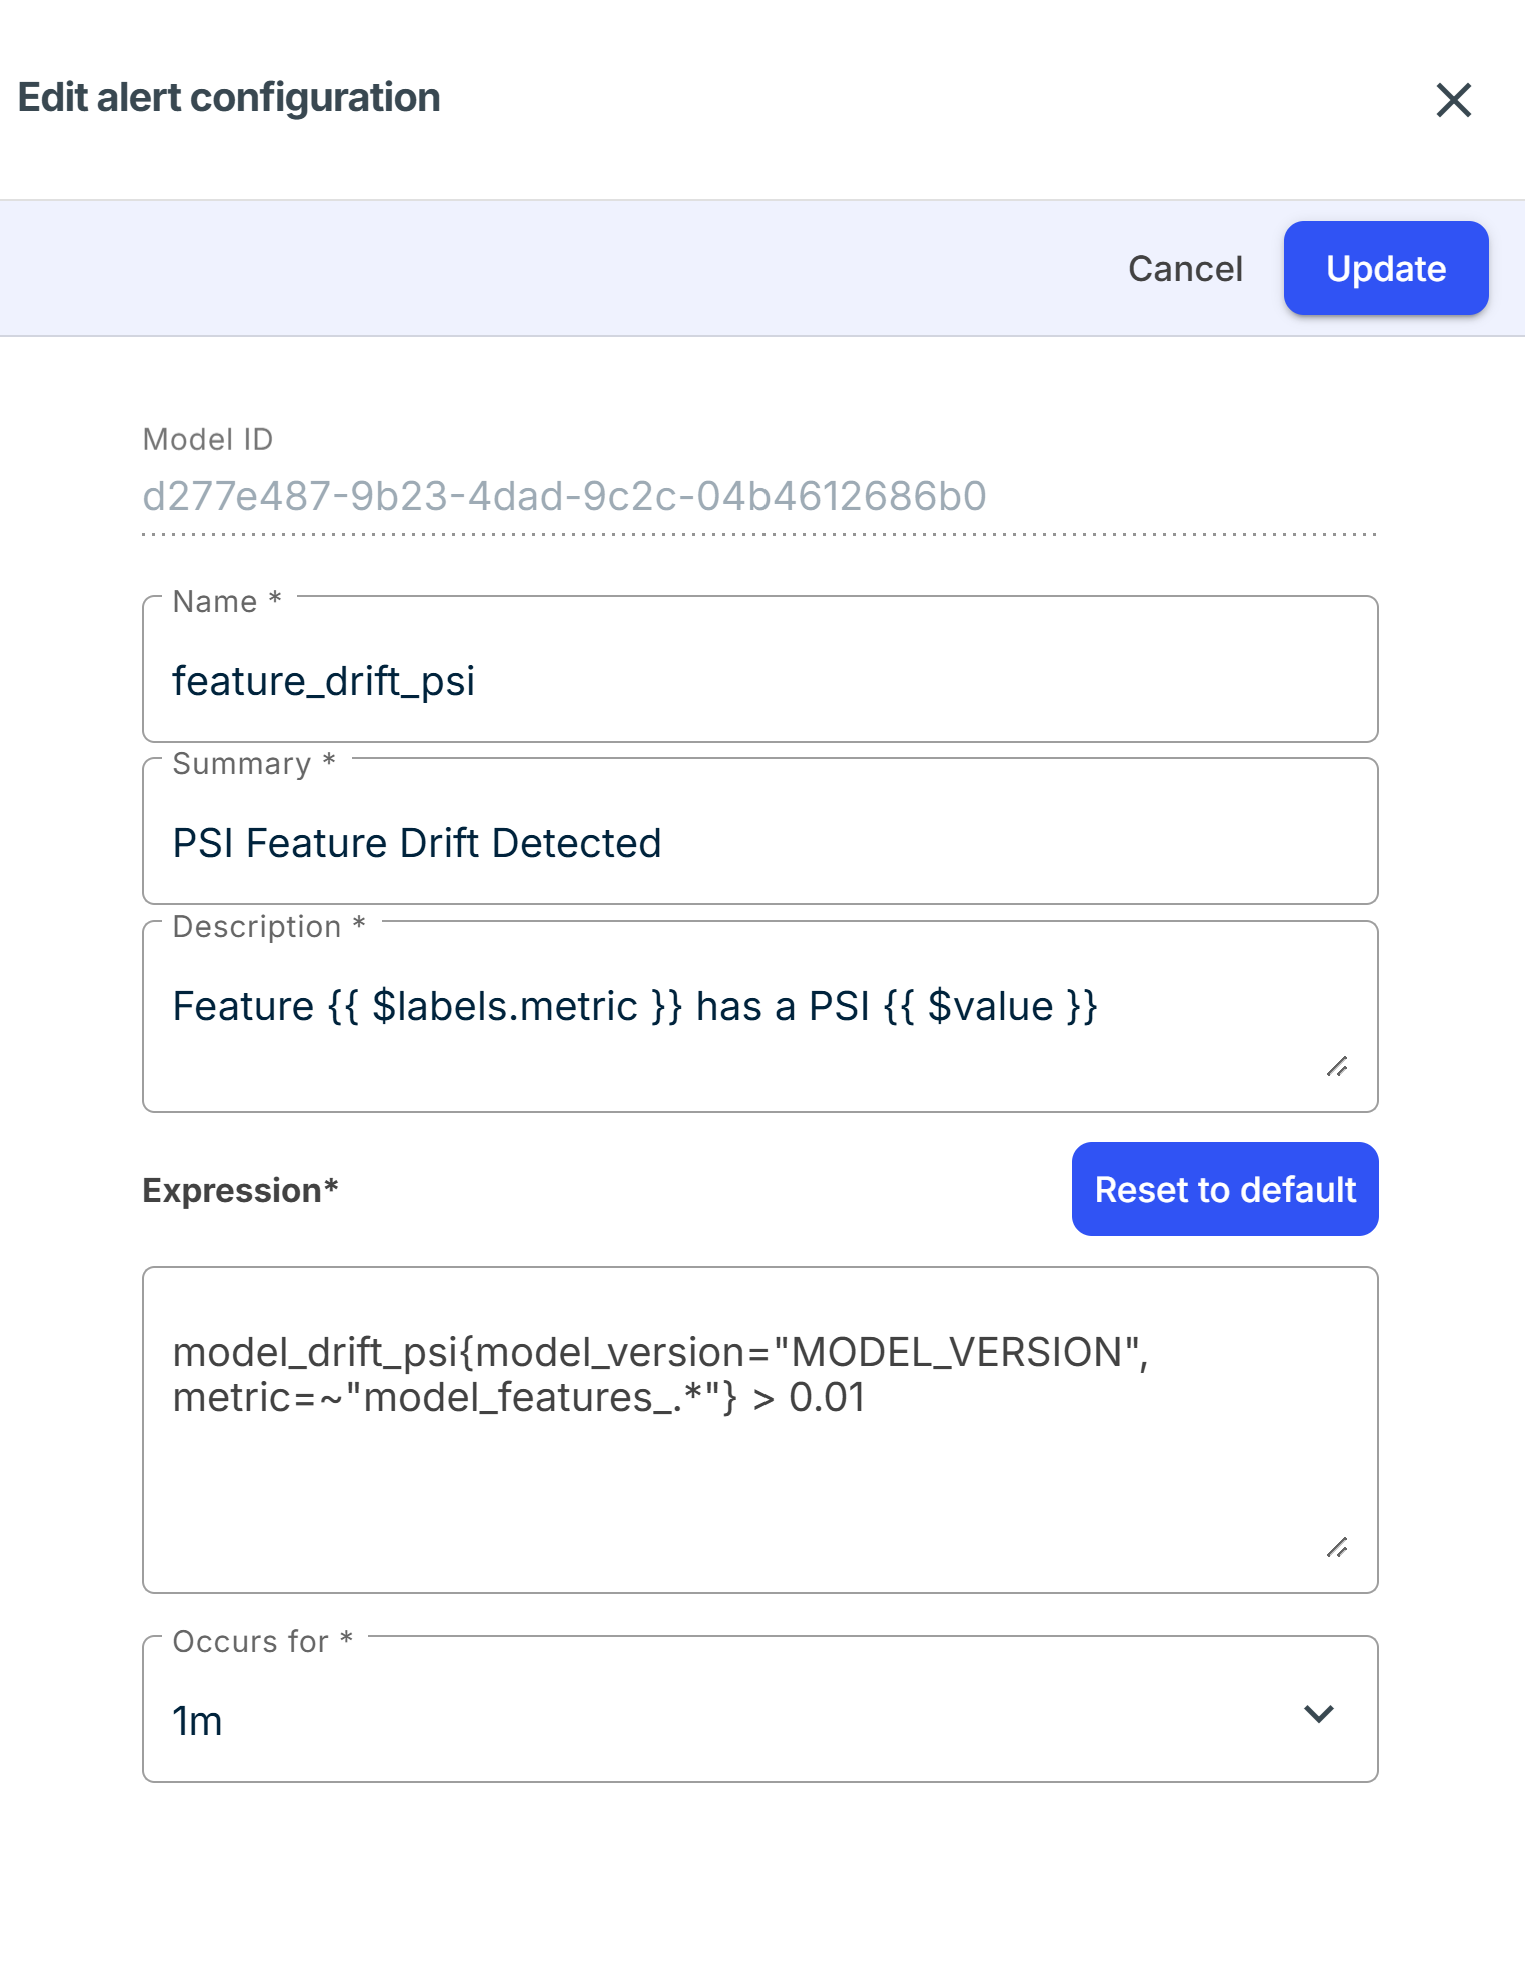 Edit alert configuration
Cancel
Update
Model ID
d277e487-9b23-4dad-9c2c-04b4612686b0
Name *
feature_drift_psi
Summary *
PSI Feature Drift Detected
Description *
Feature {{ $labels.metric }} has a PSI {{ $value }}
Expression*
Reset to default
model_drift_psi{model_version="MODEL_VERSION",
metric=~"model_features_.*"} > 0.01
Occurs for *
1m